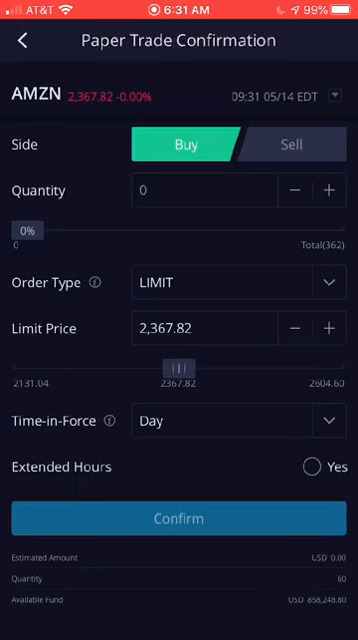 AT&T 6:31 AM 99%
Paper Trade Confirmation
AMZN 2,367.82 -0.00% 09:31 05/14 EDT
Side Buy Sell
Quantity 0 − +
0%
0 Total(362)
Order Type LIMIT
Limit Price 2,367.82 − +
2131.04 2367.82 2604.60
Time-in-Force Day
Extended Hours Yes
Confirm
Estimated Amount USD 0.00
Quantity 60
Available Fund USD 858,248.80